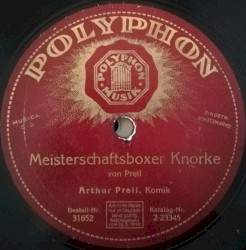 POLYPHON
POLYPHON
MUSIK
Meisterschaftsboxer Knorke
von Preil
Arthur Preil, Komik
Bestell-Nr.
31652
Katalog-Nr.
2-23345